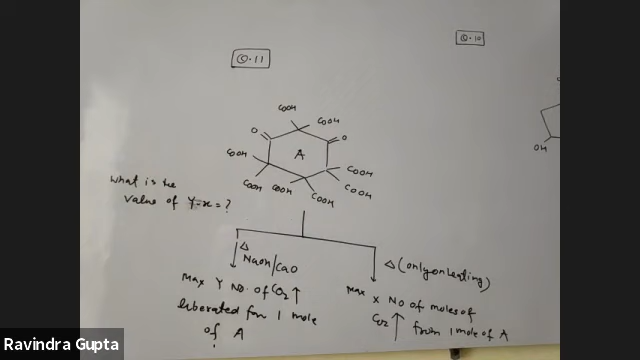 Q.10
Q.11
COOH
COOH
O
O
A
COOH
COOH
COOH
COOH
COOH
COOH
OH
What is the
value of Y-x=?
Δ
NaOH/CaO
Δ (only on heating)
Max Y No. of CO2 ↑
liberated for 1 mole
of A
Max x No of moles of
CO2 ↑ from 1 mole of A
Ravindra Gupta